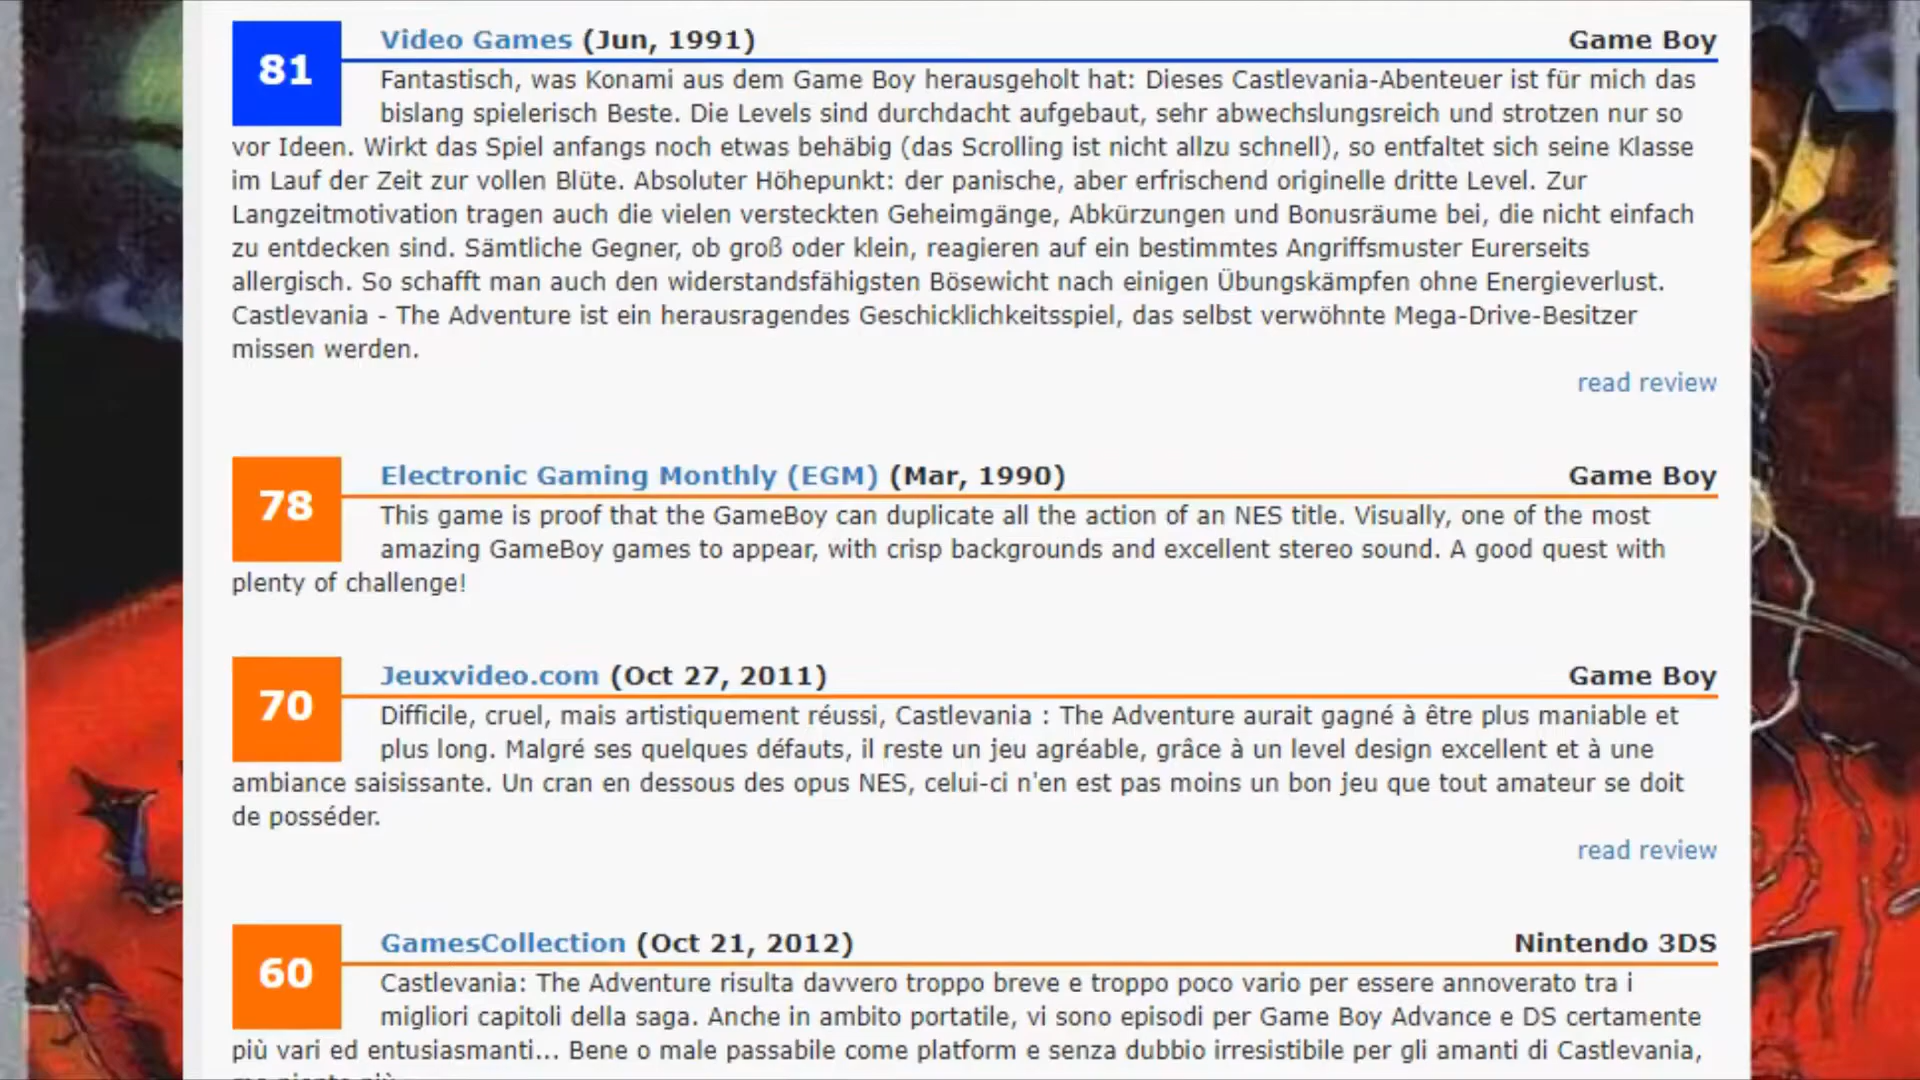 81
Video Games (Jun, 1991) Game Boy
Fantastisch, was Konami aus dem Game Boy herausgeholt hat: Dieses Castlevania-Abenteuer ist für mich das
bislang spielerisch Beste. Die Levels sind durchdacht aufgebaut, sehr abwechslungsreich und strotzen nur so
vor Ideen. Wirkt das Spiel anfangs noch etwas behäbig (das Scrolling ist nicht allzu schnell), so entfaltet sich seine Klasse
im Lauf der Zeit zur vollen Blüte. Absoluter Höhepunkt: der panische, aber erfrischend originelle dritte Level. Zur
Langzeitmotivation tragen auch die vielen versteckten Geheimgänge, Abkürzungen und Bonusräume bei, die nicht einfach
zu entdecken sind. Sämtliche Gegner, ob groß oder klein, reagieren auf ein bestimmtes Angriffsmuster Eurerseits
allergisch. So schafft man auch den widerstandsfähigsten Bösewicht nach einigen Übungskämpfen ohne Energieverlust.
Castlevania - The Adventure ist ein herausragendes Geschicklichkeitsspiel, das selbst verwöhnte Mega-Drive-Besitzer
missen werden.
read review
78
Electronic Gaming Monthly (EGM) (Mar, 1990) Game Boy
This game is proof that the GameBoy can duplicate all the action of an NES title. Visually, one of the most
amazing GameBoy games to appear, with crisp backgrounds and excellent stereo sound. A good quest with
plenty of challenge!
70
Jeuxvideo.com (Oct 27, 2011) Game Boy
Difficile, cruel, mais artistiquement réussi, Castlevania : The Adventure aurait gagné à être plus maniable et
plus long. Malgré ses quelques défauts, il reste un jeu agréable, grâce à un level design excellent et à une
ambiance saisissante. Un cran en dessous des opus NES, celui-ci n'en est pas moins un bon jeu que tout amateur se doit
de posséder.
read review
60
GamesCollection (Oct 21, 2012) Nintendo 3DS
Castlevania: The Adventure risulta davvero troppo breve e troppo poco vario per essere annoverato tra i
migliori capitoli della saga. Anche in ambito portatile, vi sono episodi per Game Boy Advance e DS certamente
più vari ed entusiasmanti... Bene o male passabile come platform e senza dubbio irresistibile per gli amanti di Castlevania,